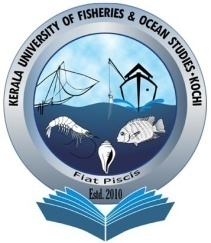 KERALA UNIVERSITY OF FISHERIES & OCEAN STUDIES • KOCHI
Fiat Piscis
Estd. 2010